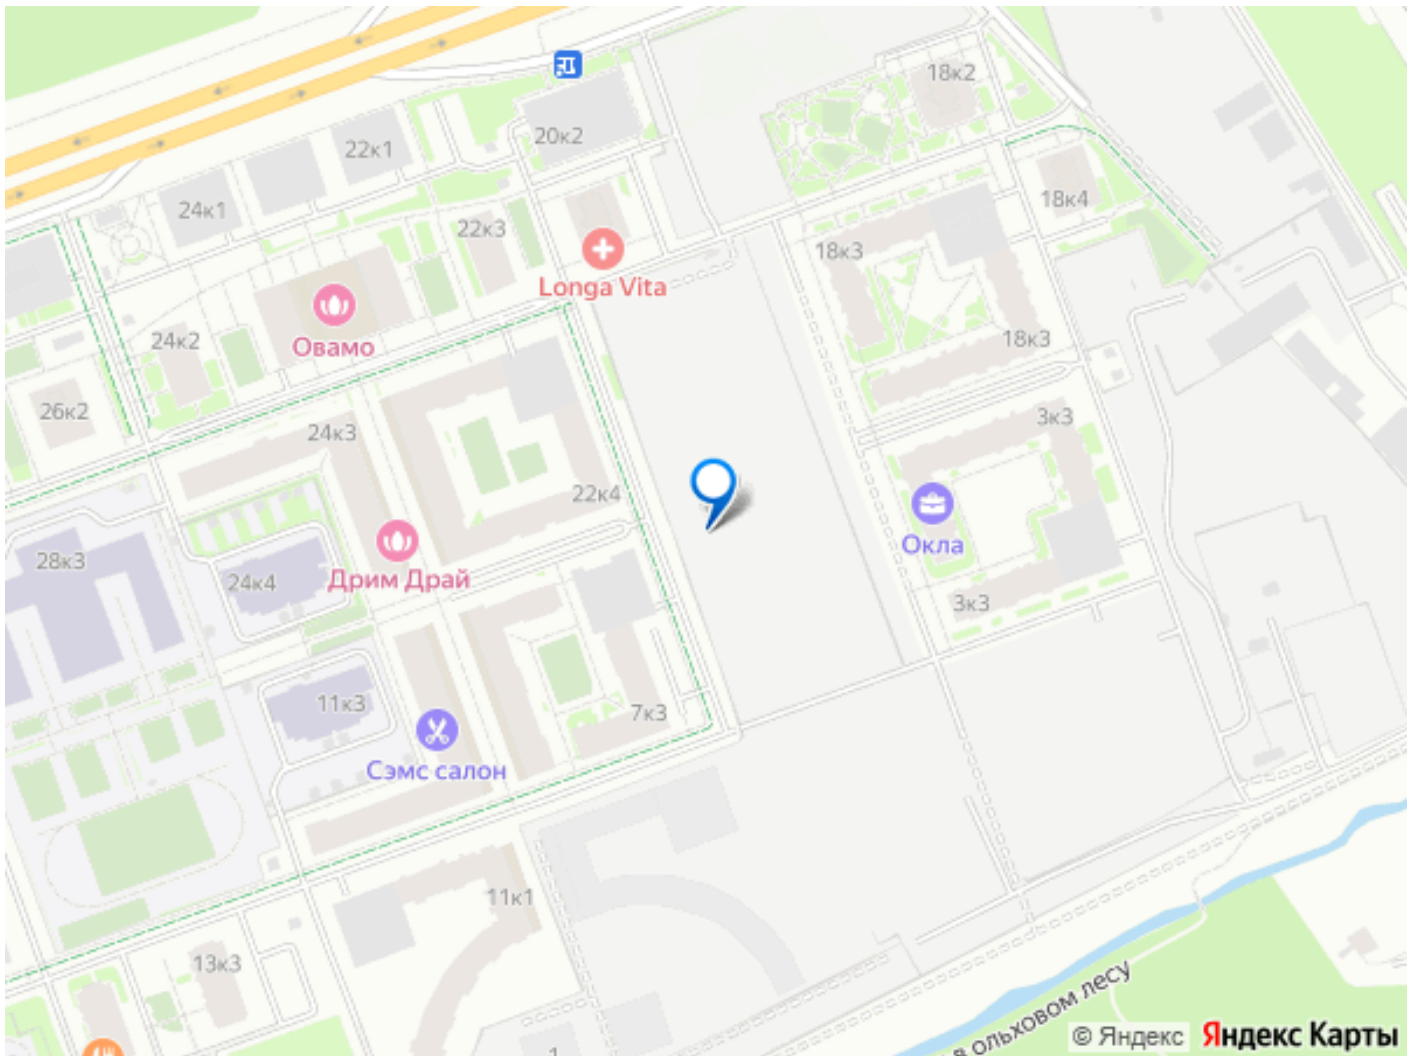 18к2
20к2
22к1
18к4
24к1
22к3
18к3
Longa Vita
24к2
Овамо
18к3
26к2
24к3
3к3
22к4
Окла
28к3
24к4
Дрим Драй
3к3
11к3
7к3
Сэмс салон
11к1
13к3
в ольховом лесу
1
© Яндекс
Яндекс Карты